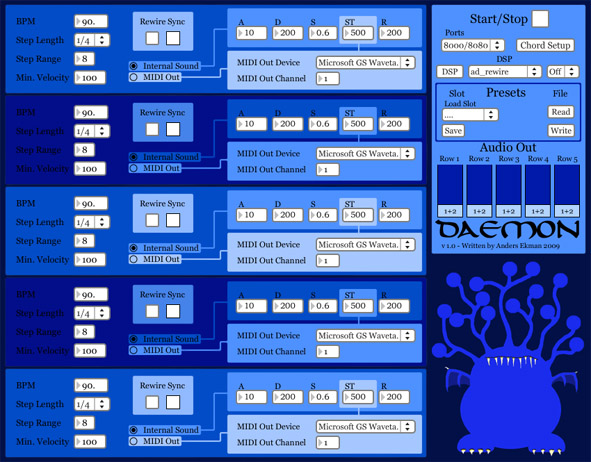 BPM 90.
Step Length 1/4
Step Range 8
Min. Velocity 100
Rewire Sync
Internal Sound
MIDI Out
A D S ST R
10 200 0.6 500 200
MIDI Out Device Microsoft GS Waveta.
MIDI Out Channel 1
BPM 90.
Step Length 1/4
Step Range 8
Min. Velocity 100
Rewire Sync
Internal Sound
MIDI Out
A D S ST R
10 200 0.6 500 200
MIDI Out Device Microsoft GS Waveta.
MIDI Out Channel 1
BPM 90.
Step Length 1/4
Step Range 8
Min. Velocity 100
Rewire Sync
Internal Sound
MIDI Out
A D S ST R
10 200 0.6 500 200
MIDI Out Device Microsoft GS Waveta.
MIDI Out Channel 1
BPM 90.
Step Length 1/4
Step Range 8
Min. Velocity 100
Rewire Sync
Internal Sound
MIDI Out
A D S ST R
10 200 0.6 500 200
MIDI Out Device Microsoft GS Waveta.
MIDI Out Channel 1
BPM 90.
Step Length 1/4
Step Range 8
Min. Velocity 100
Rewire Sync
Internal Sound
MIDI Out
A D S ST R
10 200 0.6 500 200
MIDI Out Device Microsoft GS Waveta.
MIDI Out Channel 1
Start/Stop
Ports
8000/8080 Chord Setup
DSP
DSP ad_rewire Off
Slot Presets File
Load Slot
.... Read
Save Write
Audio Out
Row 1 Row 2 Row 3 Row 4 Row 5
1+2 1+2 1+2 1+2 1+2
DAEMON
v 1.0 - Written by Anders Ekman 2009